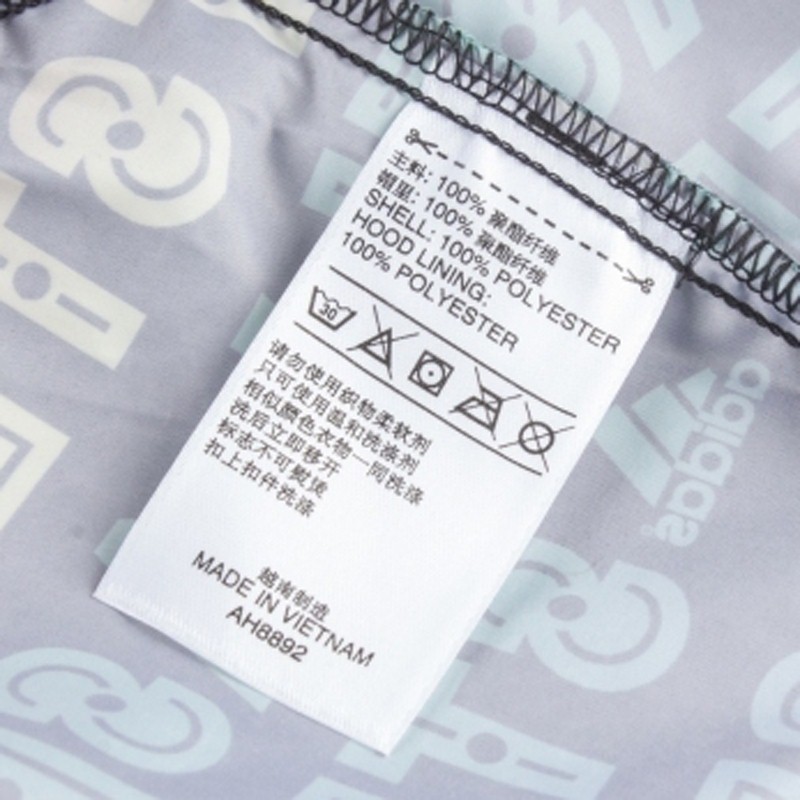 主料: 100% 聚酯纤维
帽里: 100% 聚酯纤维
SHELL: 100% POLYESTER
HOOD LINING:
100% POLYESTER
30
请勿使用织物柔软剂
只可使用温和洗涤剂
相似颜色衣物一同洗涤
洗后立即移开
标志不可熨烫
扣上扣件洗涤
越南制造
MADE IN VIETNAM
AH8892
adidas